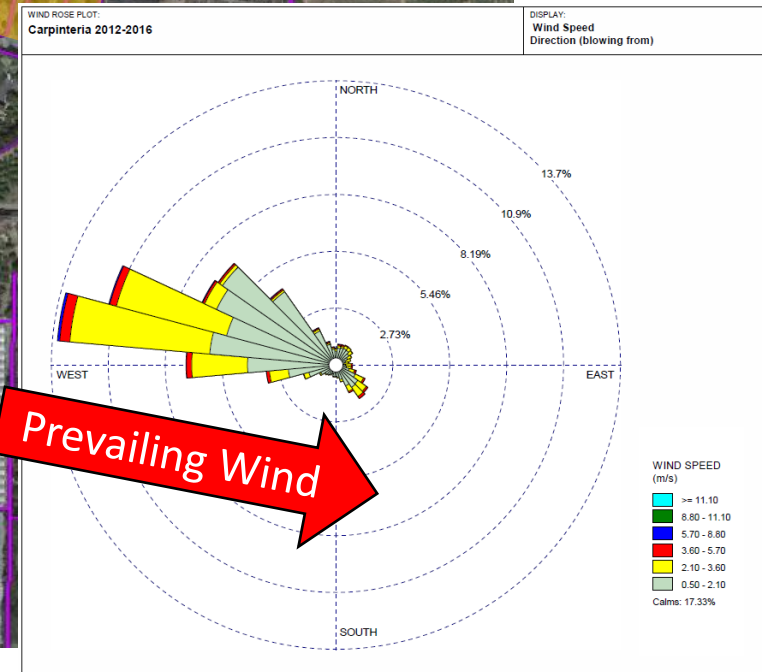 WIND ROSE PLOT:
Carpinteria 2012-2016
DISPLAY:
Wind Speed
Direction (blowing from)
NORTH
13.7%
10.9%
8.19%
5.46%
2.73%
WEST
EAST
Prevailing Wind
WIND SPEED
(m/s)
>= 11.10
8.80 - 11.10
5.70 - 8.80
3.60 - 5.70
2.10 - 3.60
0.50 - 2.10
Calms: 17.33%
SOUTH